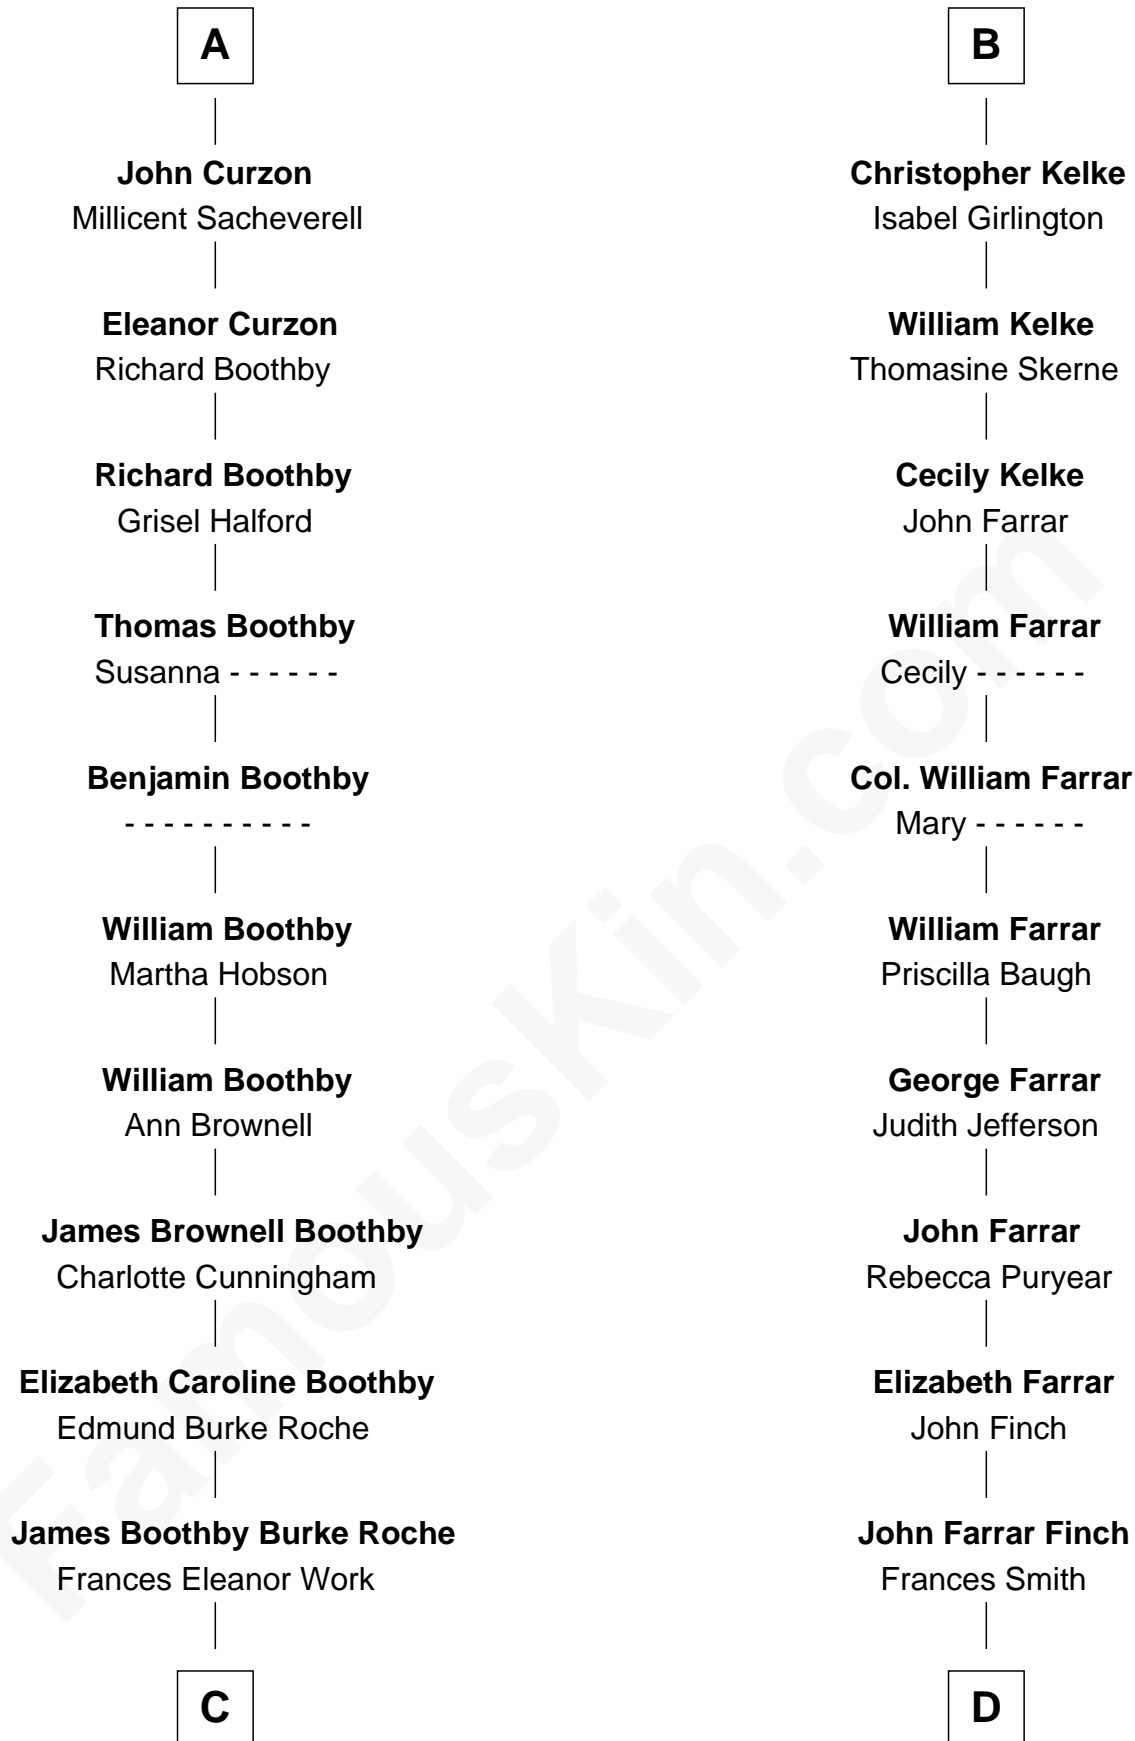 A
John Curzon
Millicent Sacheverell
Eleanor Curzon
Richard Boothby
Richard Boothby
Grisel Halford
Thomas Boothby
Susanna - - - - - -
Benjamin Boothby
- - - - - - - - - -
William Boothby
Martha Hobson
William Boothby
Ann Brownell
James Brownell Boothby
Charlotte Cunningham
Elizabeth Caroline Boothby
Edmund Burke Roche
James Boothby Burke Roche
Frances Eleanor Work
C
B
Christopher Kelke
Isabel Girlington
William Kelke
Thomasine Skerne
Cecily Kelke
John Farrar
William Farrar
Cecily - - - - - -
Col. William Farrar
Mary - - - - - -
William Farrar
Priscilla Baugh
George Farrar
Judith Jefferson
John Farrar
Rebecca Puryear
Elizabeth Farrar
John Finch
John Farrar Finch
Frances Smith
D
FamousKin.com